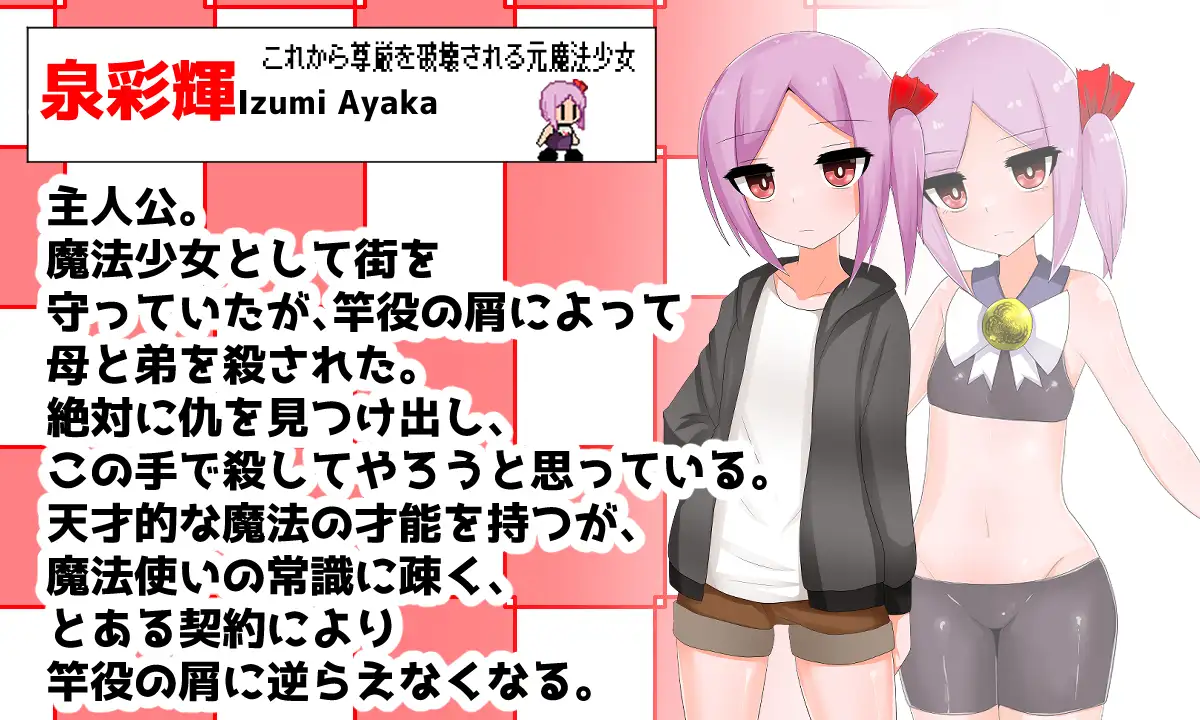 これから尊厳を破壊される元魔法少女
泉彩輝Izumi Ayaka
主人公。
魔法少女として街を
守っていたが、竿役の屑によって
母と弟を殺された。
絶対に仇を見つけ出し、
この手で殺してやろうと思っている。
天才的な魔法の才能を持つが、
魔法使いの常識に疎く、
とある契約により
竿役の屑に逆らえなくなる。